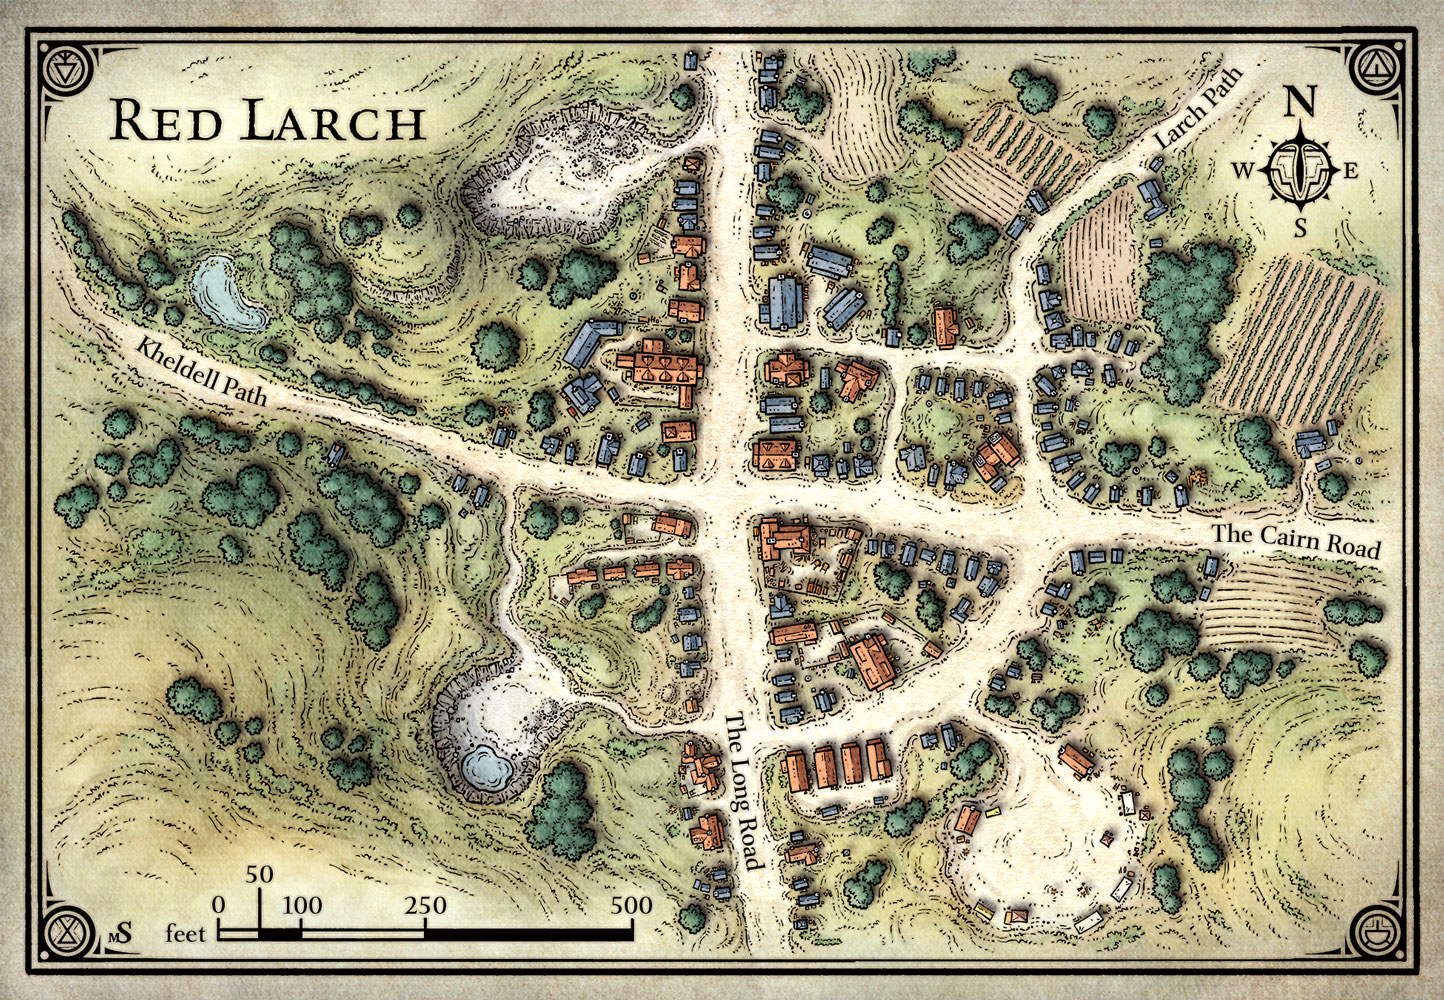 RED LARCH
Larch Path
N
W E
S
Kheldell Path
The Cairn Road
The Long Road
50
0 100 250 500
feet
MS